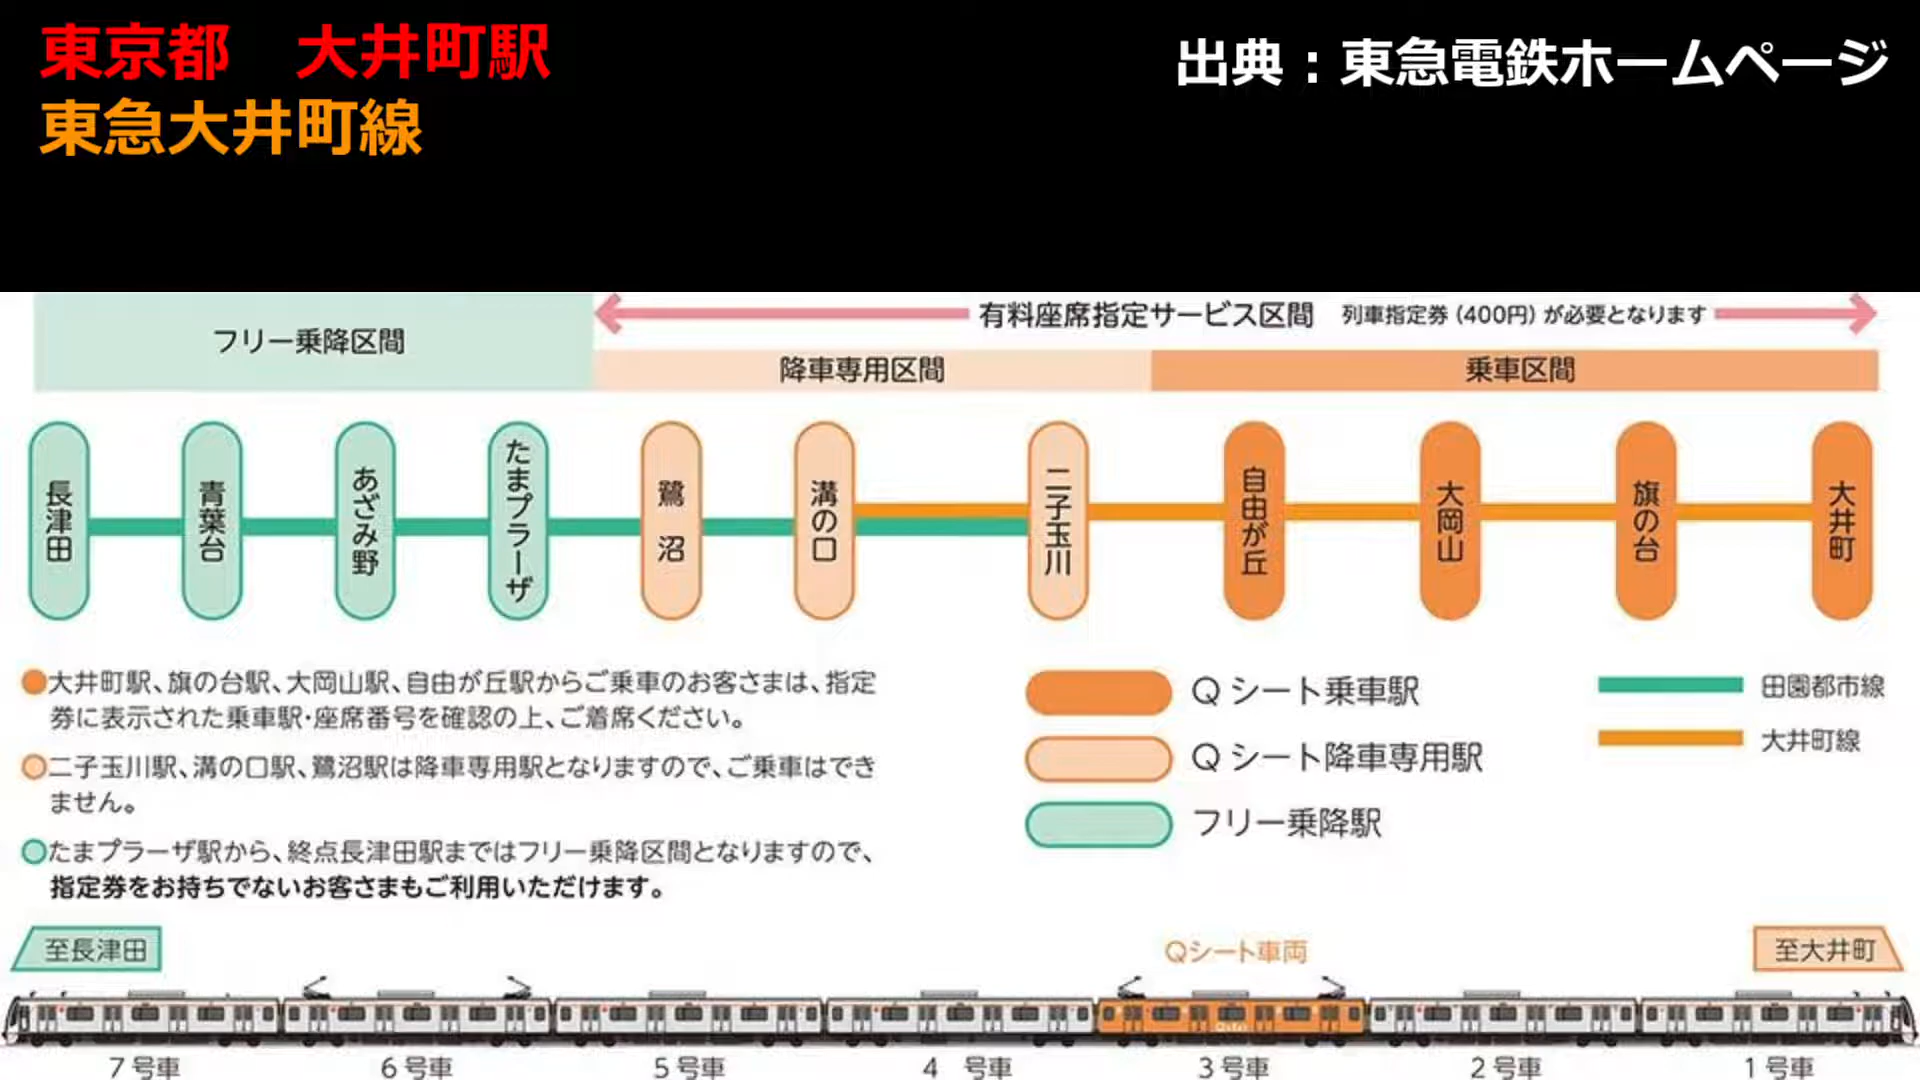 東京都　大井町駅
東急大井町線
出典：東急電鉄ホームページ
フリー乗降区間
有料座席指定サービス区間　列車指定券（400円）が必要となります
降車専用区間
乗車区間
長津田
青葉台
あざみ野
たまプラーザ
鷺沼
溝の口
二子玉川
自由が丘
大岡山
旗の台
大井町
大井町駅、旗の台駅、大岡山駅、自由が丘駅からご乗車のお客さまは、指定
券に表示された乗車駅・座席番号を確認の上、ご着席ください。
二子玉川駅、溝の口駅、鷺沼駅は降車専用駅となりますので、ご乗車はでき
ません。
たまプラーザ駅から、終点長津田駅まではフリー乗降区間となりますので、
指定券をお持ちでないお客さまもご利用いただけます。
Q シート乗車駅
Q シート降車専用駅
フリー乗降駅
田園都市線
大井町線
至長津田
Qシート車両
至大井町
7号車
6号車
5号車
4　号車
3号車
2号車
1号車